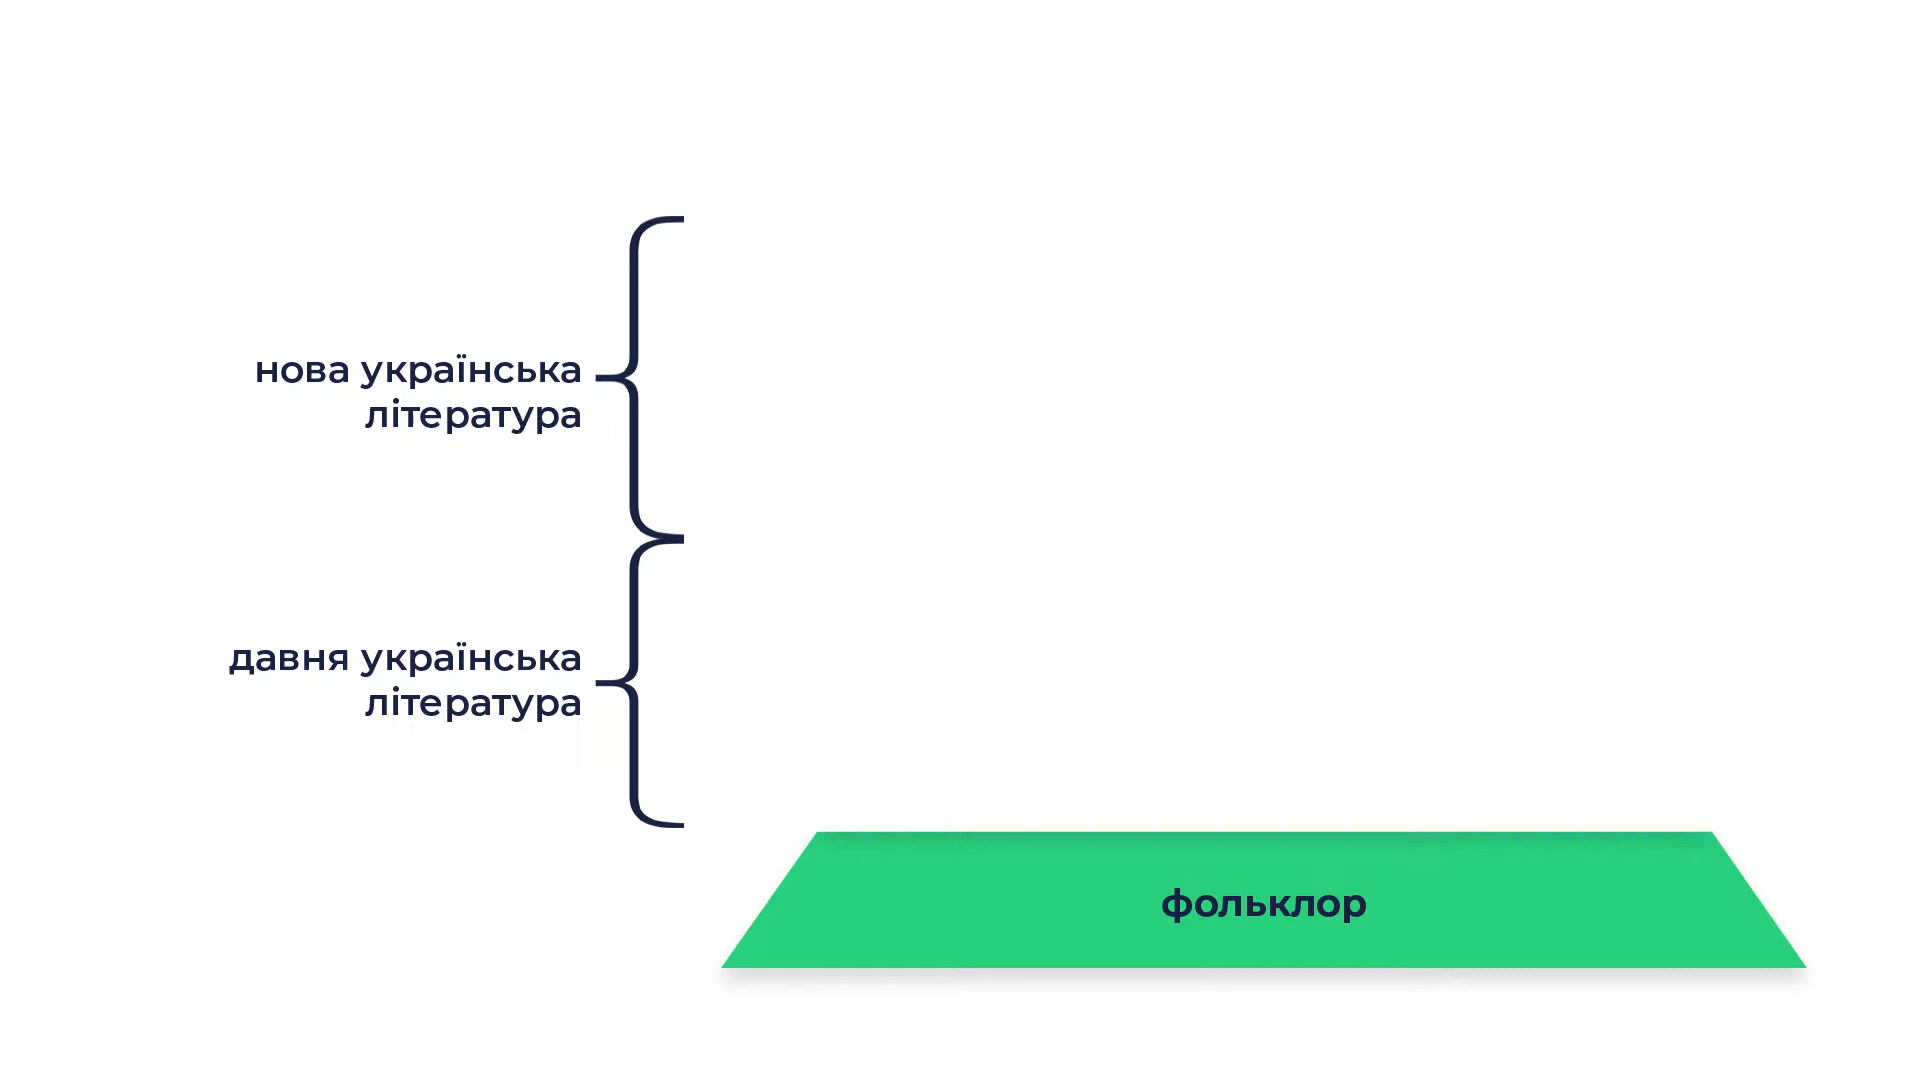 нова українська
література
давня українська
література
фольклор